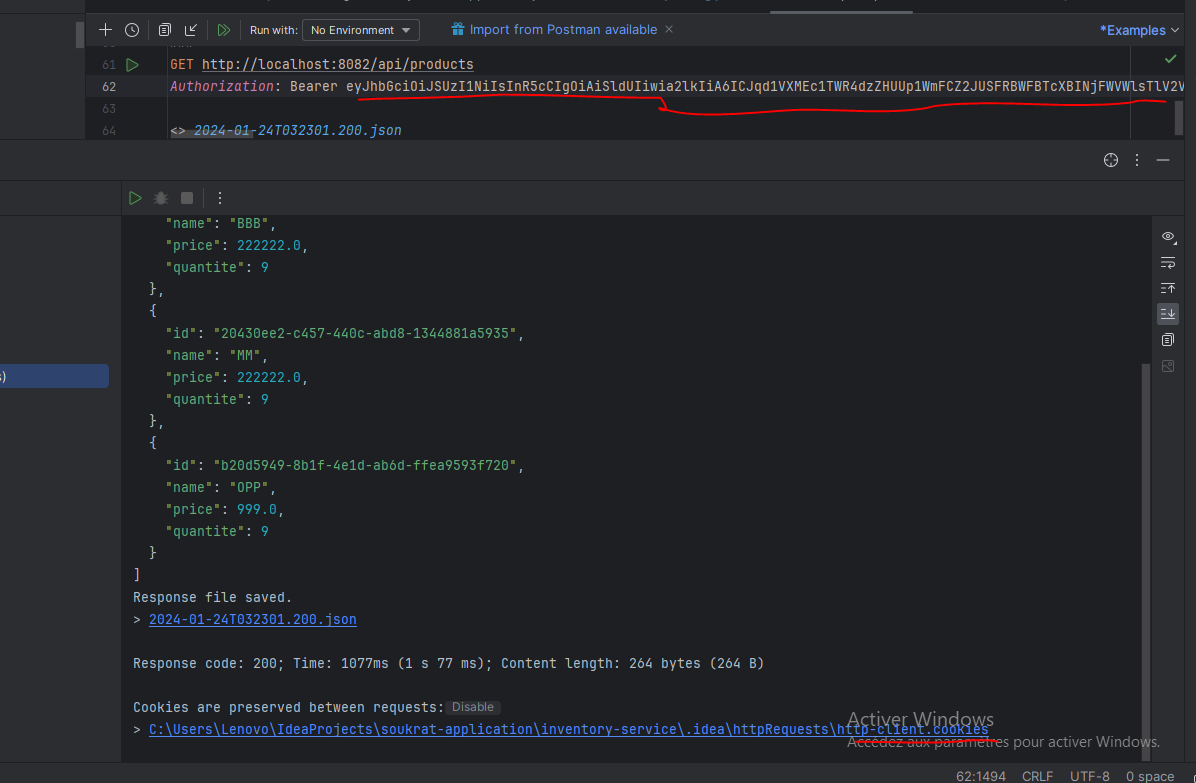 Run with: No Environment Import from Postman available *Examples
61 GET http://localhost:8082/api/products
62 Authorization: Bearer
63
64 <> 2024-01-24T032301.200.json
"name": "BBB",
"price": 222222.0,
"quantite": 9
},
{
"id": "20430ee2-c457-440c-abd8-1344881a5935",
"name": "MM",
"price": 222222.0,
"quantite": 9
},
{
"id": "b20d5949-8b1f-4e1d-ab6d-ffea9593f720",
"name": "OPP",
"price": 999.0,
"quantite": 9
}
]
Response file saved.
> 2024-01-24T032301.200.json
Response code: 200; Time: 1077ms (1 s 77 ms); Content length: 264 bytes (264 B)
Cookies are preserved between requests: Disable
> C:\Users\Lenovo\IdeaProjects\soukrat-application\inventory-service\.idea\httpRequests\http-client.cookies
Activer Windows
Accédez aux paramètres pour activer Windows.
62:1494 CRLF UTF-8 0 space